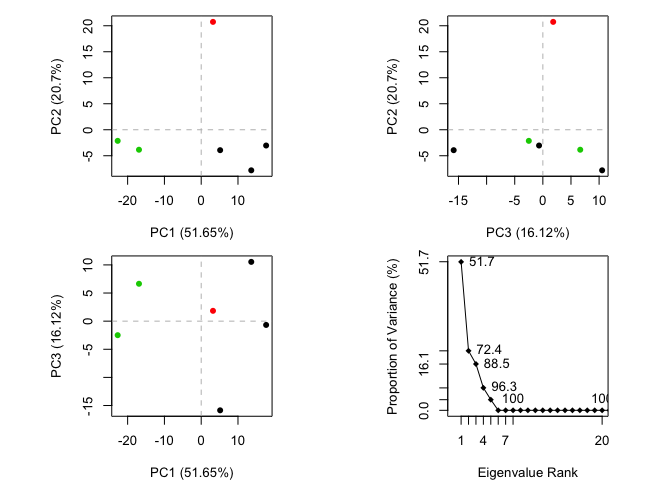 PC2 (20.7%)
20
15
10
5
0
-5
-20 -10 0 10
PC1 (51.65%)
PC2 (20.7%)
20
15
10
5
0
-5
-15 -5 0 5 10
PC3 (16.12%)
PC3 (16.12%)
10
5
0
-5
-15
-20 -10 0 10
PC1 (51.65%)
Proportion of Variance (%)
51.7
16.1
0.0
51.7
72.4
88.5
96.3
100
100
1 4 7 20
Eigenvalue Rank